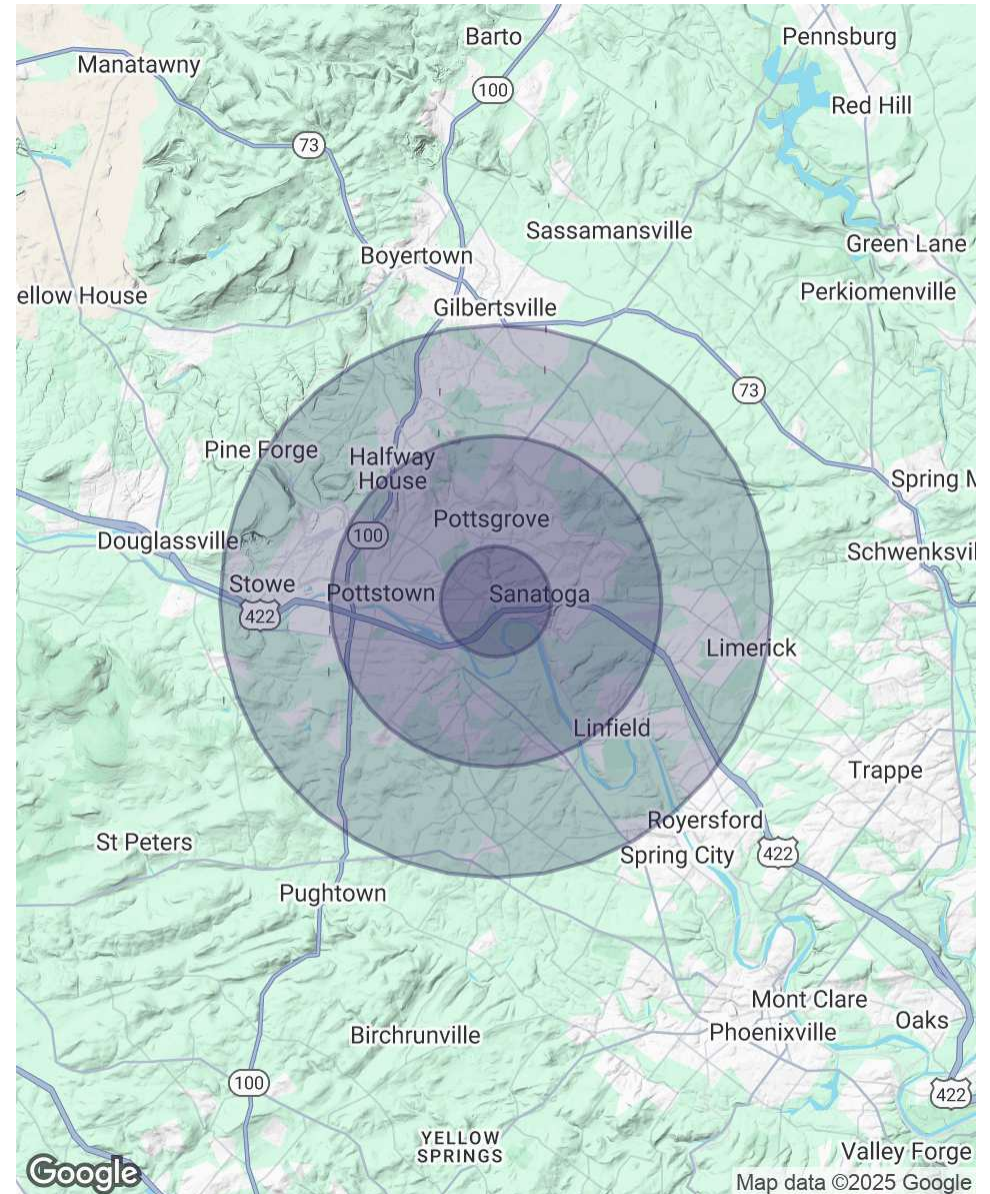 Barto
Pennsburg
Manatawny
100
Red Hill
73
Sassamansville
Green Lane
Boyertown
ellow House
Perkiomenville
Gilbertsville
73
Pine Forge
Halfway
House
Spring M
Pottsgrove
100
Douglassville
Schwenksvil
Stowe
Pottstown
Sanatoga
422
Limerick
Linfield
Trappe
Royersford
St Peters
Spring City
422
Pughtown
Mont Clare
Oaks
Birchrunville
Phoenixville
100
422
YELLOW
SPRINGS
Valley Forge
Google
Map data ©2025 Google